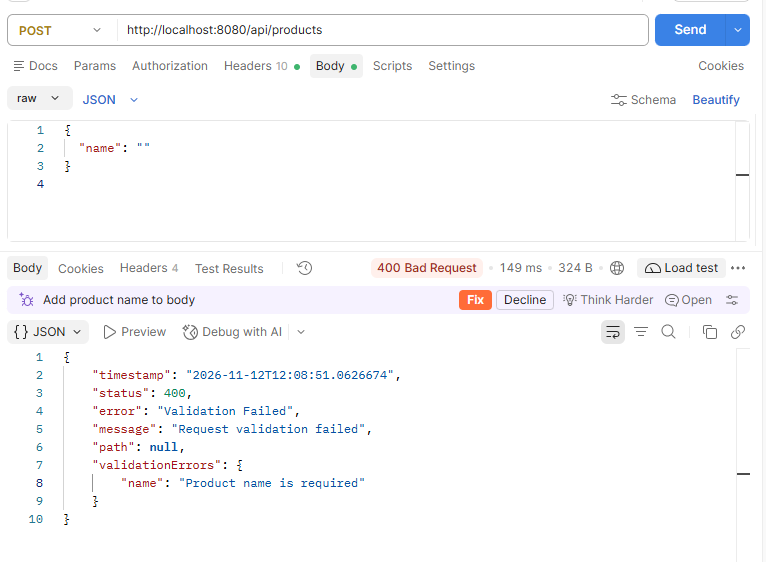 POST http://localhost:8080/api/products Send
Docs Params Authorization Headers 10 Body Scripts Settings Cookies
raw JSON Schema Beautify
1 {
2 "name": ""
3 }
4
Body Cookies Headers 4 Test Results 400 Bad Request 149 ms 324 B Load test
Add product name to body Fix Decline Think Harder Open
{} JSON Preview Debug with AI
1 {
2 "timestamp": "2026-11-12T12:08:51.0626674",
3 "status": 400,
4 "error": "Validation Failed",
5 "message": "Request validation failed",
6 "path": null,
7 "validationErrors": {
8 "name": "Product name is required"
9 }
10 }